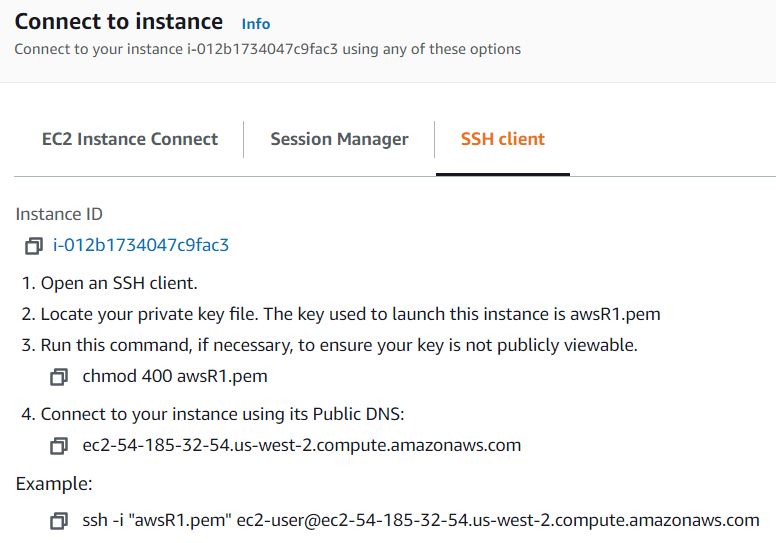 Connect to instance Info
Connect to your instance i-012b1734047c9fac3 using any of these options
EC2 Instance Connect Session Manager SSH client
Instance ID
i-012b1734047c9fac3
1. Open an SSH client.
2. Locate your private key file. The key used to launch this instance is awsR1.pem
3. Run this command, if necessary, to ensure your key is not publicly viewable.
chmod 400 awsR1.pem
4. Connect to your instance using its Public DNS:
ec2-54-185-32-54.us-west-2.compute.amazonaws.com
Example:
ssh -i "awsR1.pem" ec2-user@ec2-54-185-32-54.us-west-2.compute.amazonaws.com